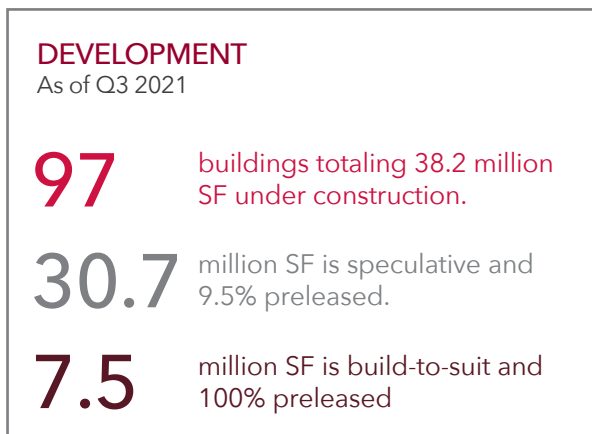 DEVELOPMENT
As of Q3 2021
97
buildings totaling 38.2 million
SF under construction.
30.7
million SF is speculative and
9.5% preleased.
7.5
million SF is build-to-suit and
100% preleased